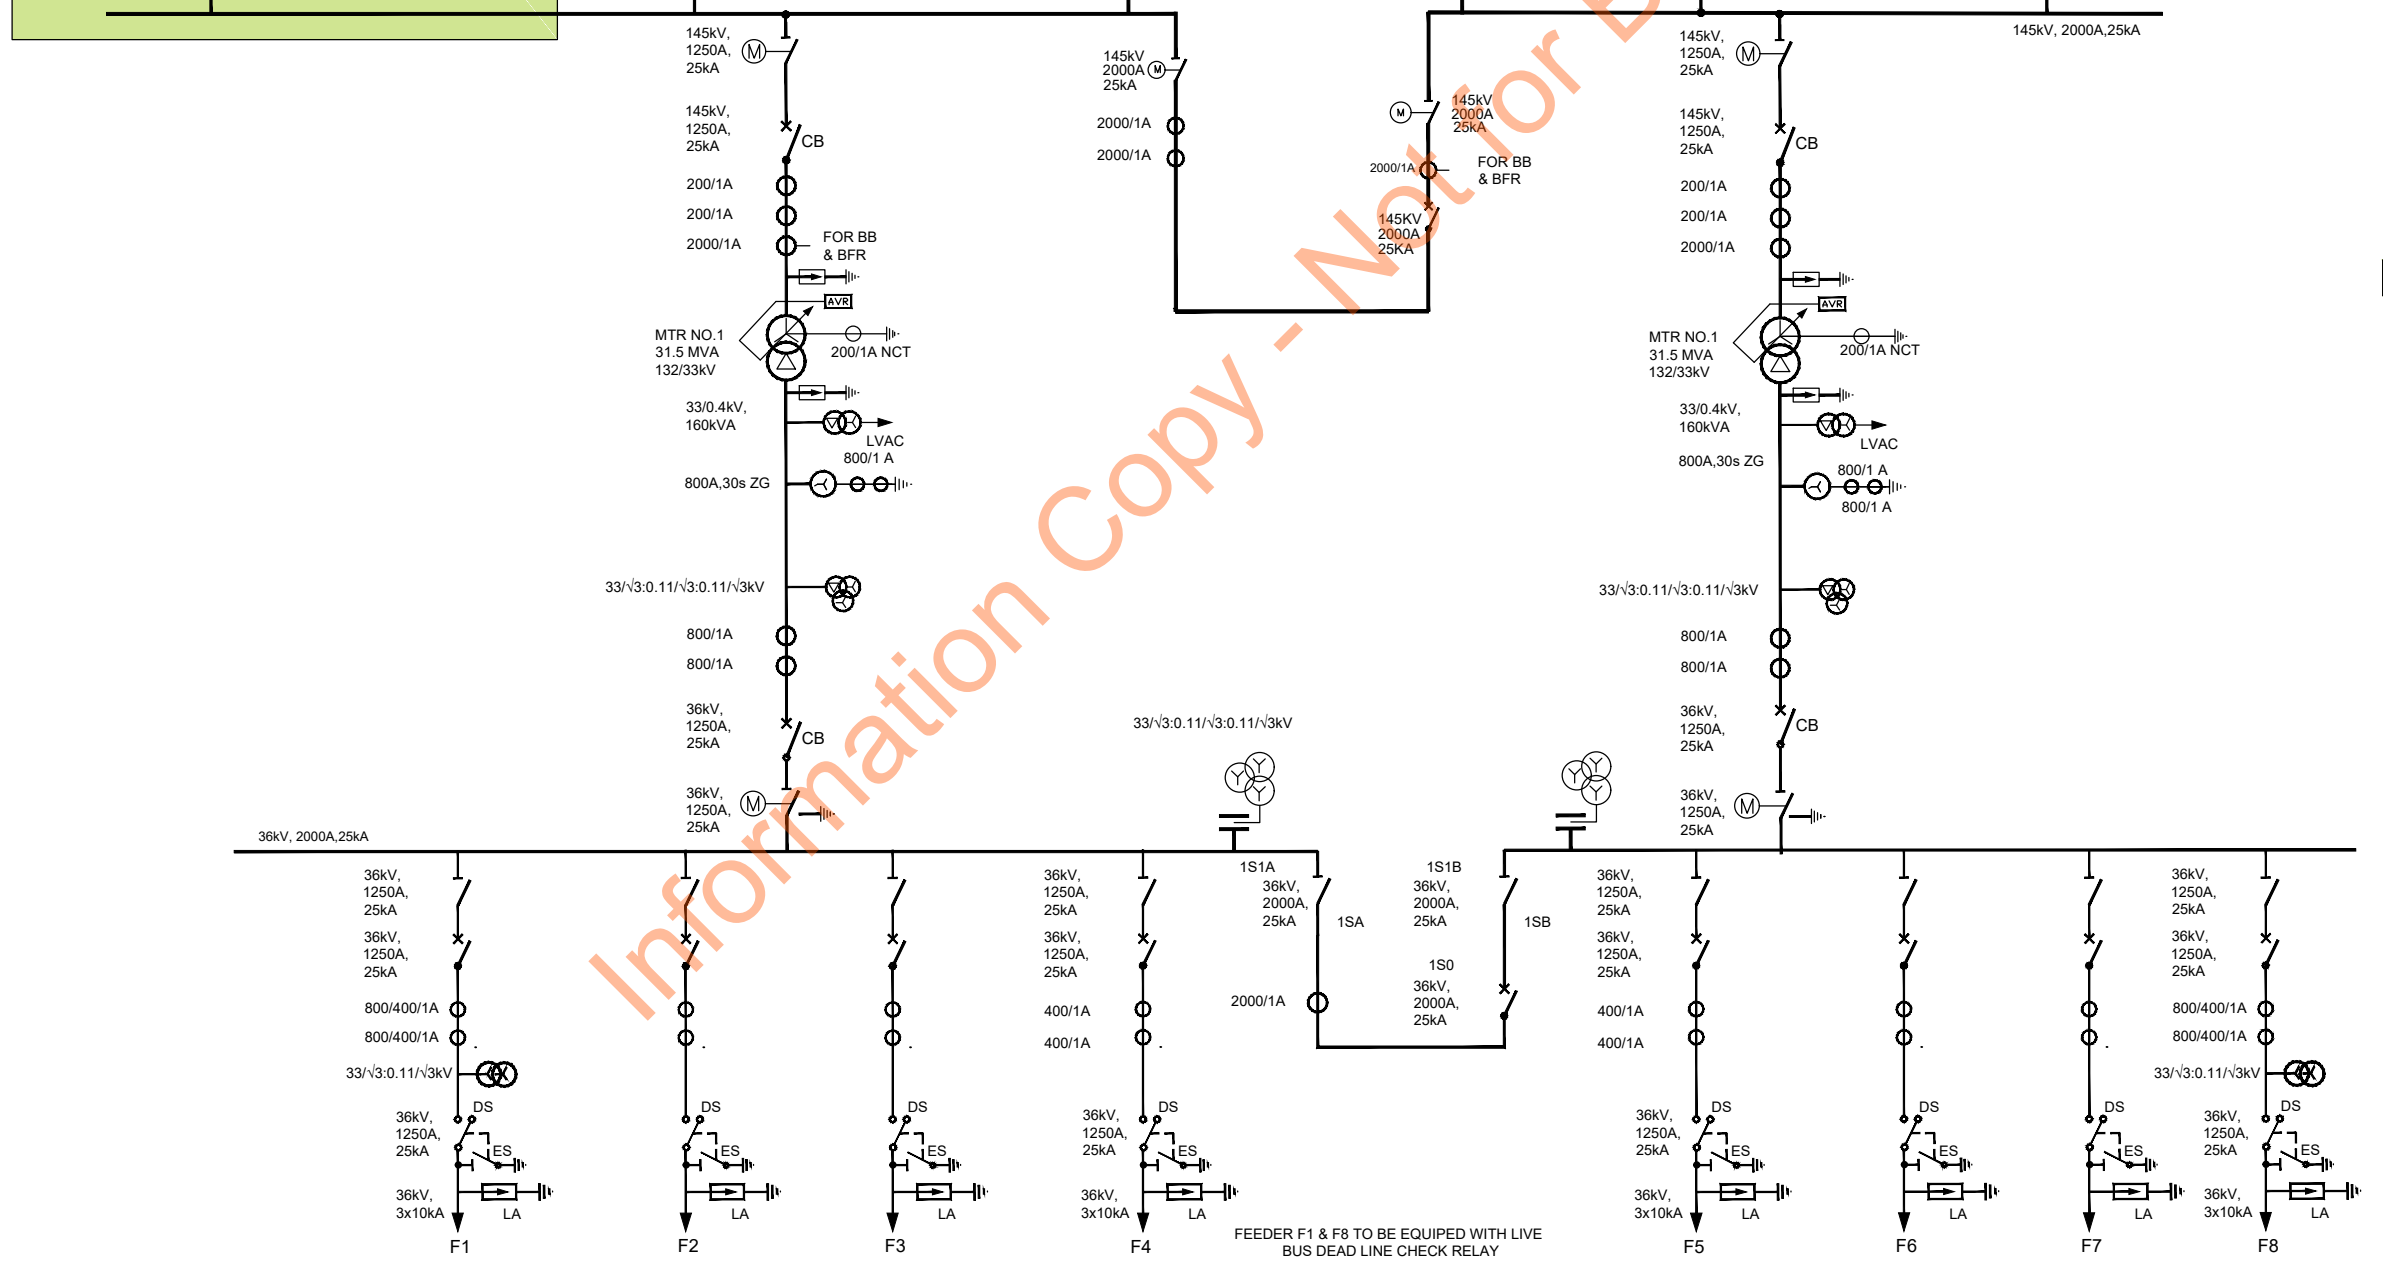 145kV, 2000A,25kA
145kV,
1250A,
25kA
M
145kV,
1250A,
25kA
CB
200/1A
200/1A
2000/1A
FOR BB
& BFR
AVR
MTR NO.1
31.5 MVA
132/33kV
200/1A NCT
33/0.4kV,
160kVA
LVAC
800/1 A
800A,30s ZG
33/√3:0.11/√3:0.11/√3kV
800/1A
800/1A
36kV,
1250A,
25kA
CB
36kV,
1250A,
25kA
M
145kV
2000A
25kA
M
2000/1A
2000/1A
M
145kV
2000A
25kA
2000/1A
FOR BB
& BFR
145KV
2000A
25KA
145kV,
1250A,
25kA
M
145kV,
1250A,
25kA
CB
200/1A
200/1A
2000/1A
AVR
MTR NO.1
31.5 MVA
132/33kV
200/1A NCT
33/0.4kV,
160kVA
LVAC
800A,30s ZG
800/1 A
800/1 A
33/√3:0.11/√3:0.11/√3kV
800/1A
800/1A
36kV,
1250A,
25kA
CB
36kV,
1250A,
25kA
M
33/√3:0.11/√3:0.11/√3kV
36kV, 2000A,25kA
36kV,
1250A,
25kA
36kV,
1250A,
25kA
800/400/1A
800/400/1A
33/√3:0.11/√3kV
36kV,
1250A,
25kA
DS
ES
36kV,
3x10kA
LA
F1
DS
ES
LA
F2
DS
ES
LA
F3
36kV,
1250A,
25kA
36kV,
1250A,
25kA
400/1A
400/1A
36kV,
1250A,
25kA
DS
ES
36kV,
3x10kA
LA
F4
1S1A
36kV,
2000A,
25kA
1SA
2000/1A
1S1B
36kV,
2000A,
25kA
1SB
1S0
36kV,
2000A,
25kA
FEEDER F1 & F8 TO BE EQUIPED WITH LIVE
BUS DEAD LINE CHECK RELAY
36kV,
1250A,
25kA
36kV,
1250A,
25kA
400/1A
400/1A
36kV,
1250A,
25kA
DS
ES
36kV,
3x10kA
LA
F5
DS
ES
LA
F6
DS
ES
LA
F7
36kV,
1250A,
25kA
36kV,
1250A,
25kA
800/400/1A
800/400/1A
33/√3:0.11/√3kV
36kV,
1250A,
25kA
DS
ES
36kV,
3x10kA
LA
F8
Information Copy - Not for